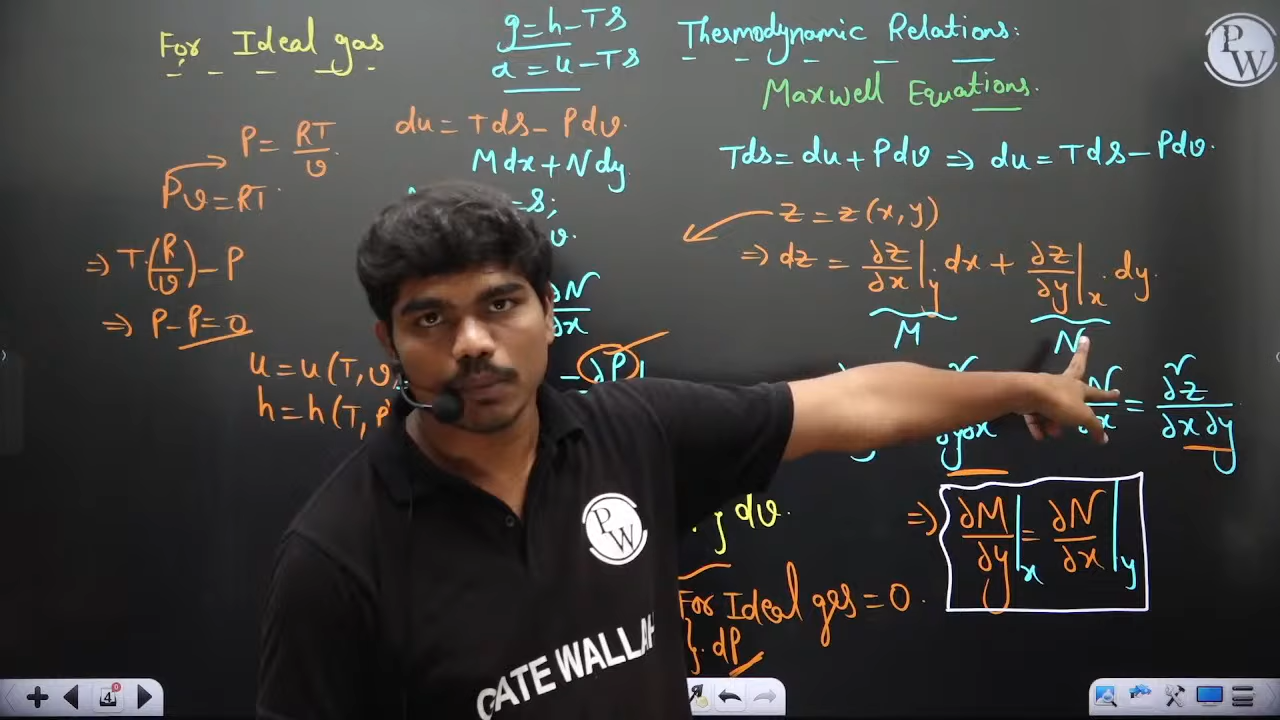 For Ideal gas
g = h - Ts
a = u - Ts
Thermodynamic Relations:
Maxwell Equations.
PW
P = RT/v
Pv = RT
⇒ T·(R/v) - P
⇒ P - P = 0
u = u(T, v
h = h(T, P)
du = Tds - Pdv.
Mdx + Ndy
= s;
v.
∂N/∂x
- ∂P|
Tds = du + Pdv ⇒ du = Tds - Pdv.
z = z(x, y)
⇒ dz = ∂z/∂x|y dx + ∂z/∂y|x . dy.
M
N
∂y∂x
= ∂²z/∂x∂y
⇒ ∂M/∂y|x = ∂N/∂x|y
. } dv.
For Ideal gas = 0.
}. dP
PW
GATE WALLAH
4
0